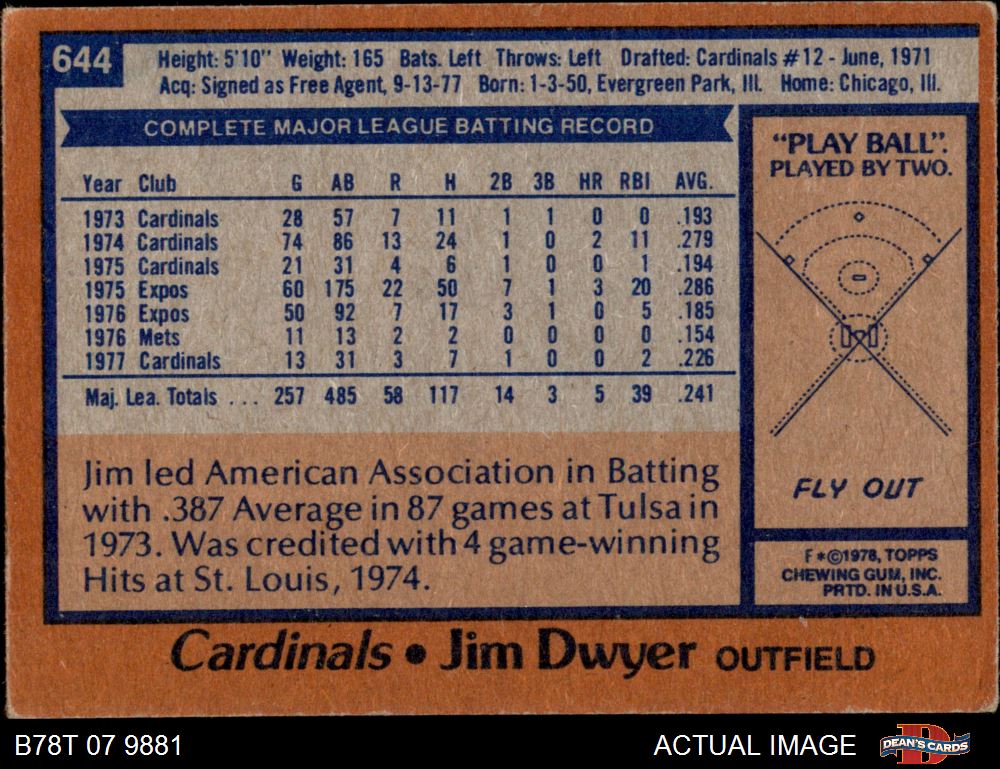 644
Height: 5'10" Weight: 165 Bats. Left Throws: Left Drafted: Cardinals #12 - June, 1971
Acq: Signed as Free Agent, 9-13-77 Born: 1-3-50, Evergreen Park, Ill. Home: Chicago, Ill.
COMPLETE MAJOR LEAGUE BATTING RECORD
Year Club G AB R H 2B 3B HR RBI AVG.
1973 Cardinals 28 57 7 11 1 1 0 0 .193
1974 Cardinals 74 86 13 24 1 0 2 11 .279
1975 Cardinals 21 31 4 6 1 0 0 1 .194
1975 Expos 60 175 22 50 7 1 3 20 .286
1976 Expos 50 92 7 17 3 1 0 5 .185
1976 Mets 11 13 2 2 0 0 0 0 .154
1977 Cardinals 13 31 3 7 1 0 0 2 .226
Maj. Lea. Totals . . . 257 485 58 117 14 3 5 39 .241
Jim led American Association in Batting
with .387 Average in 87 games at Tulsa in
1973. Was credited with 4 game-winning
Hits at St. Louis, 1974.
"PLAY BALL".
PLAYED BY TWO.
FLY OUT
F*©1978, TOPPS
CHEWING GUM, INC.
PRTD. IN U.S.A.
Cardinals • Jim Dwyer OUTFIELD
B78T 07 9881
ACTUAL IMAGE
D
DEAN'S CARDS